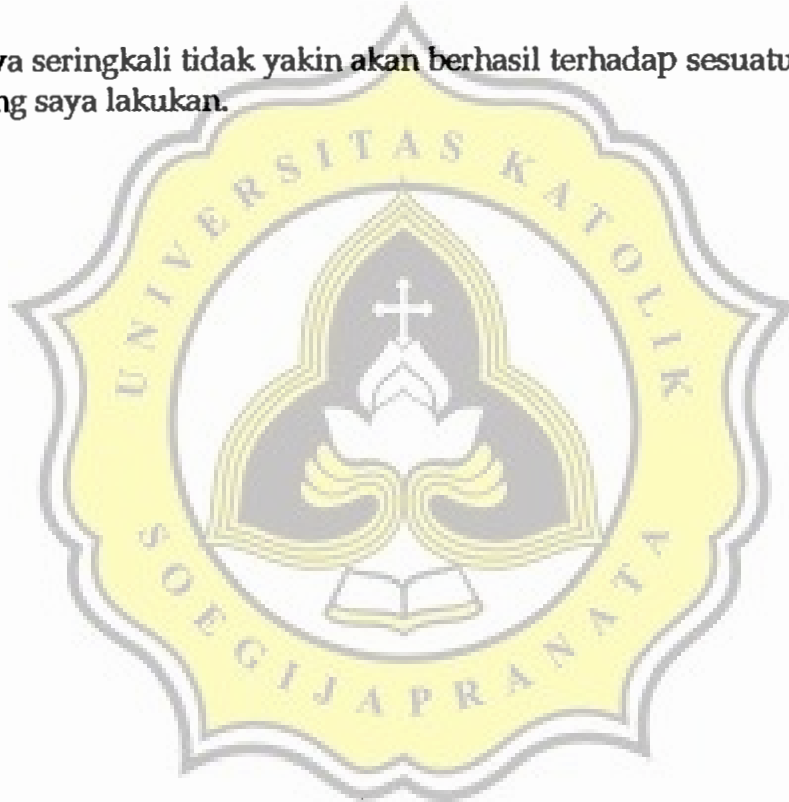 ya seringkali tidak yakin akan berhasil terhadap sesuatu
ng saya lakukan.
UNIVERSITAS KATOLIK
SOEGIJAPRANATA